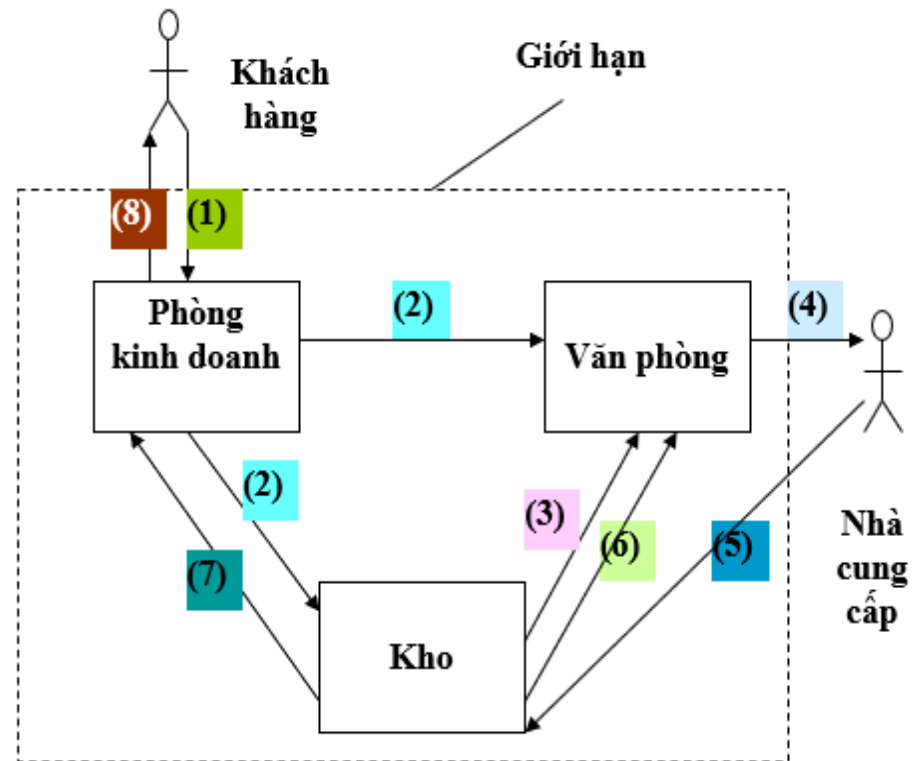 Giới hạn
Khách
hàng
(8)
(1)
Phòng
kinh doanh
(2)
Văn phòng
(4)
(2)
(3)
(7)
(6)
(5)
Nhà
cung
cấp
Kho